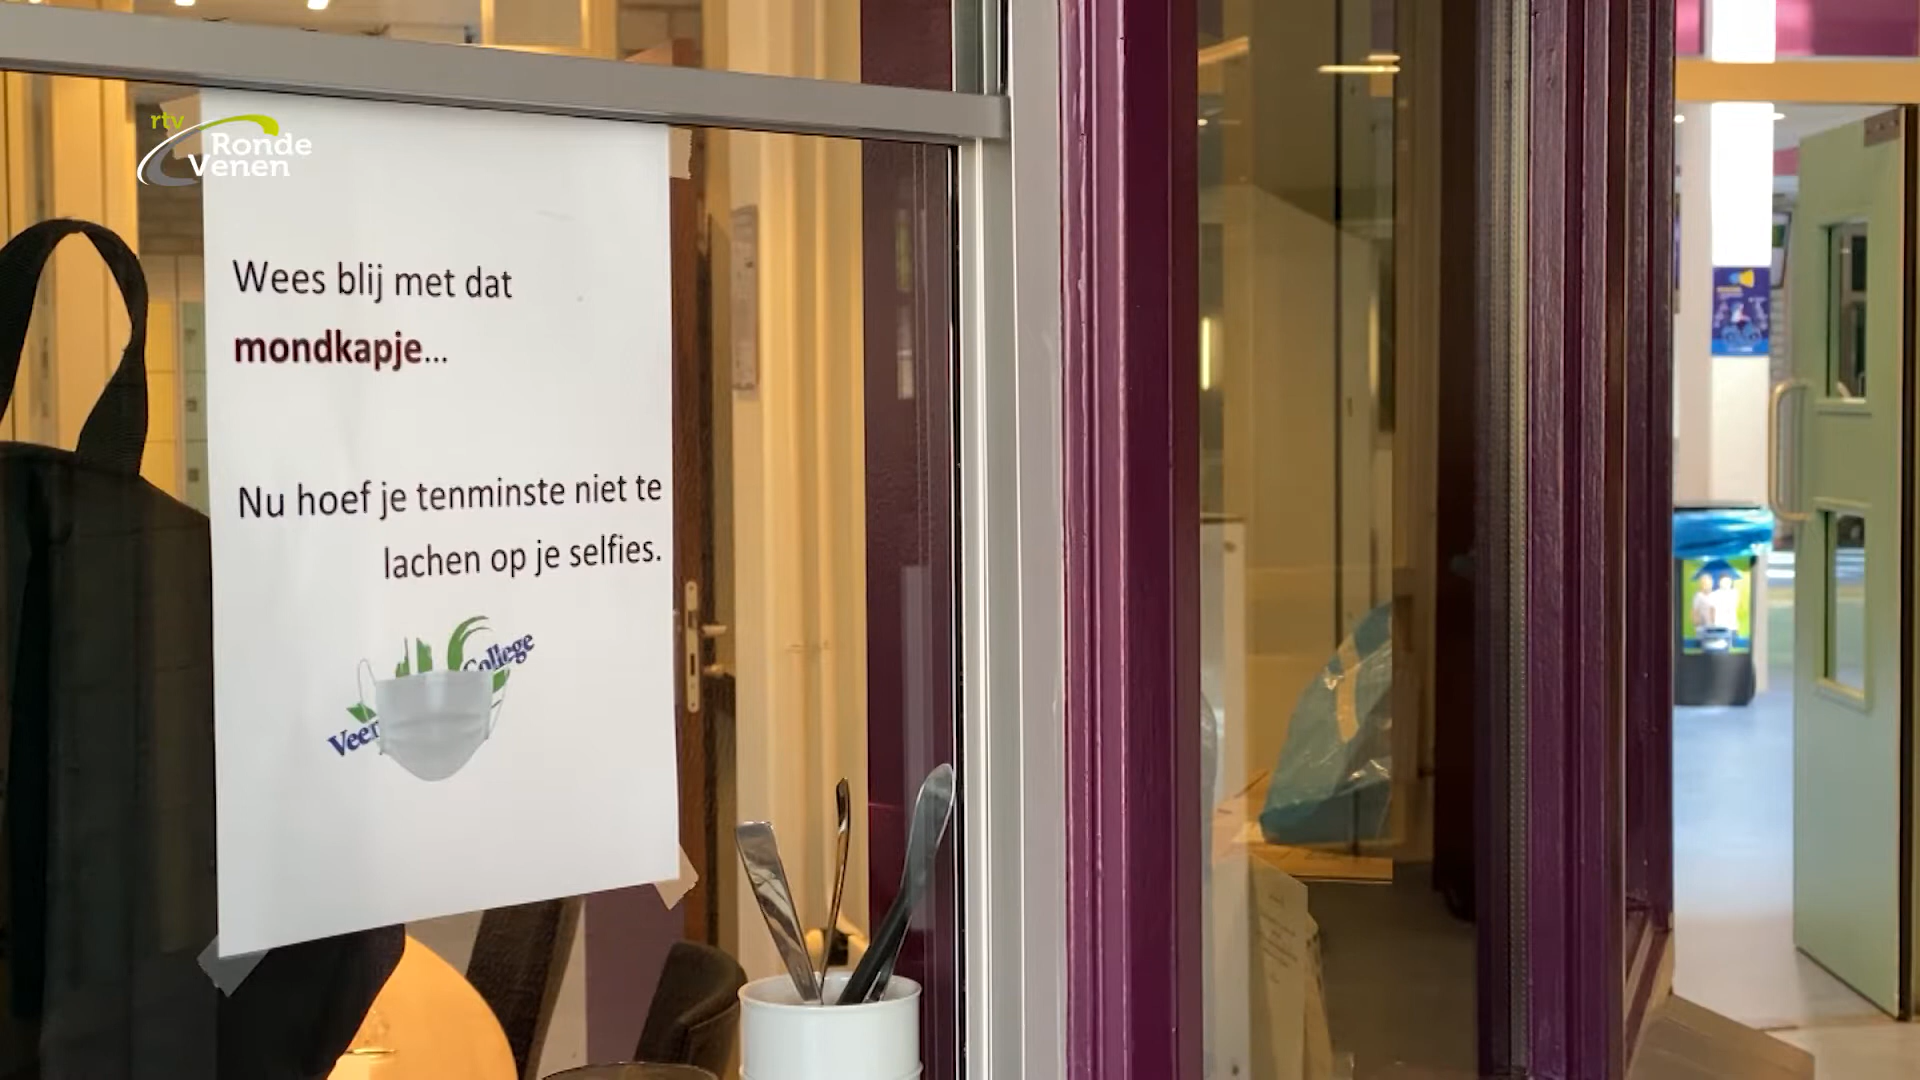 rtv
Ronde
Venen
Wees blij met dat
mondkapje...
Nu hoef je tenminste niet te
lachen op je selfies.
College
Veen